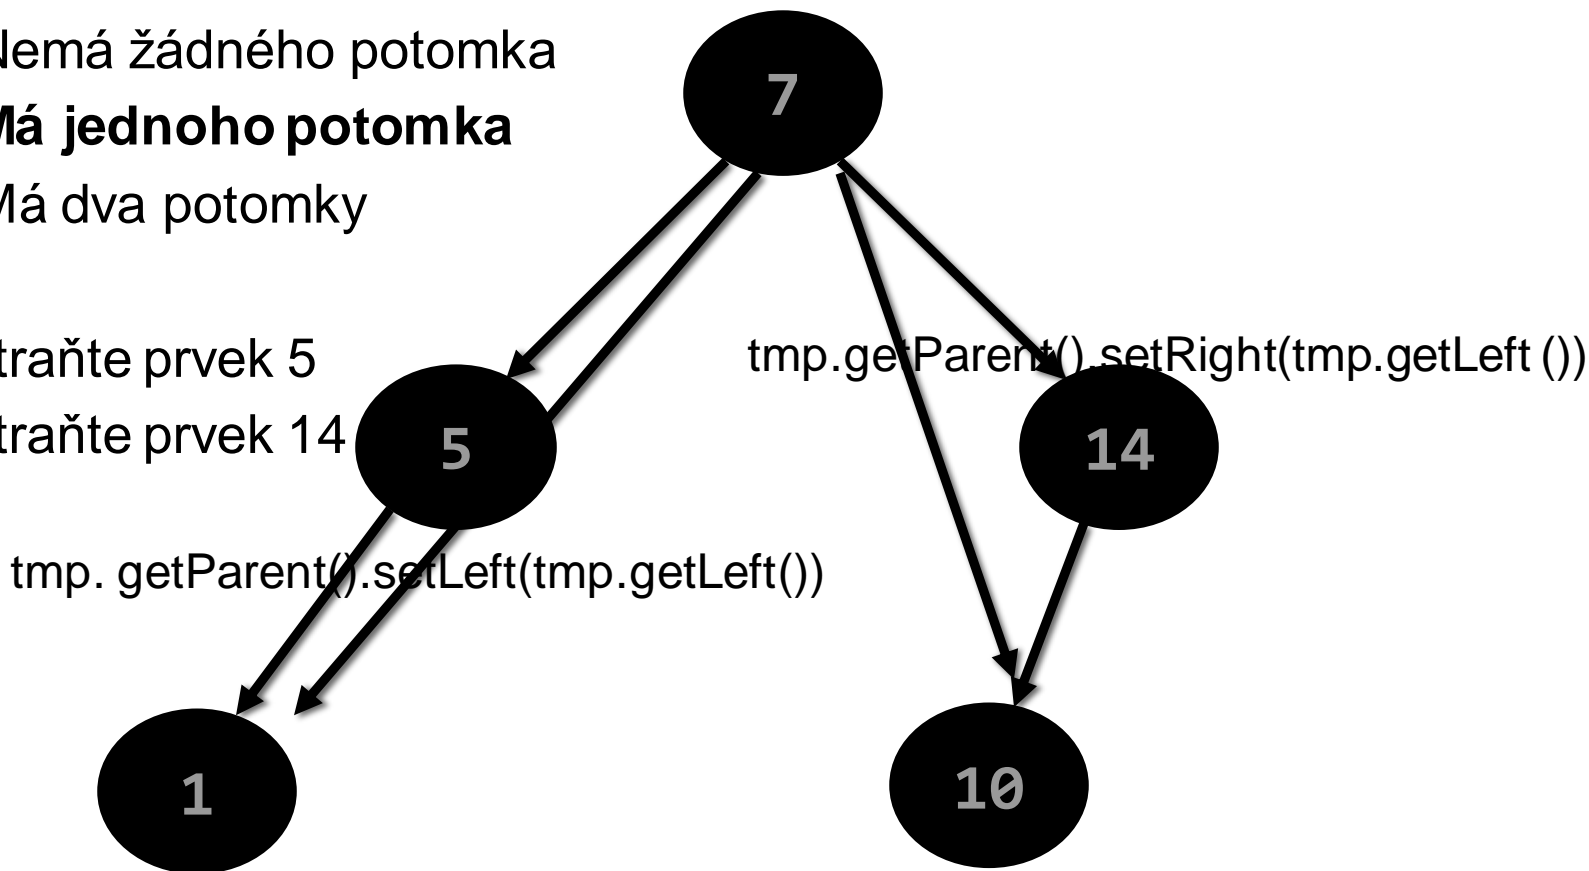 Nemá žádného potomka
Má jednoho potomka
Má dva potomky
traňte prvek 5
traňte prvek 14
7
tmp.getParent().setRight(tmp.getLeft ())
5
14
tmp. getParent().setLeft(tmp.getLeft())
1
10